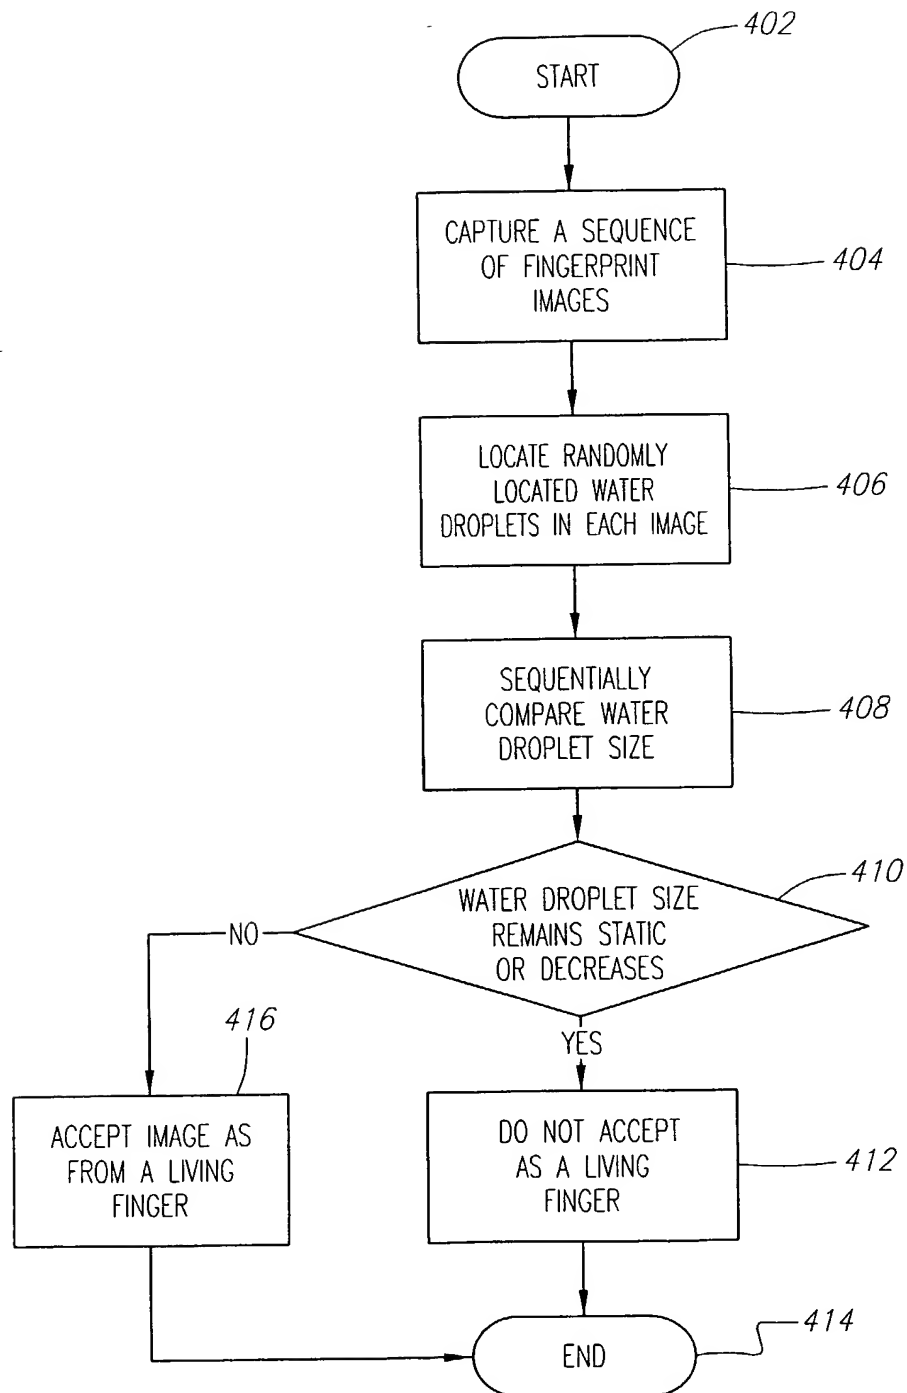 402
START
CAPTURE A SEQUENCE
OF FINGERPRINT
IMAGES
404
LOCATE RANDOMLY
LOCATED WATER
DROPLETS IN EACH IMAGE
406
SEQUENTIALLY
COMPARE WATER
DROPLET SIZE
408
410
WATER DROPLET SIZE
REMAINS STATIC
OR DECREASES
NO
YES
416
ACCEPT IMAGE AS
FROM A LIVING
FINGER
DO NOT ACCEPT
AS A LIVING
FINGER
412
414
END